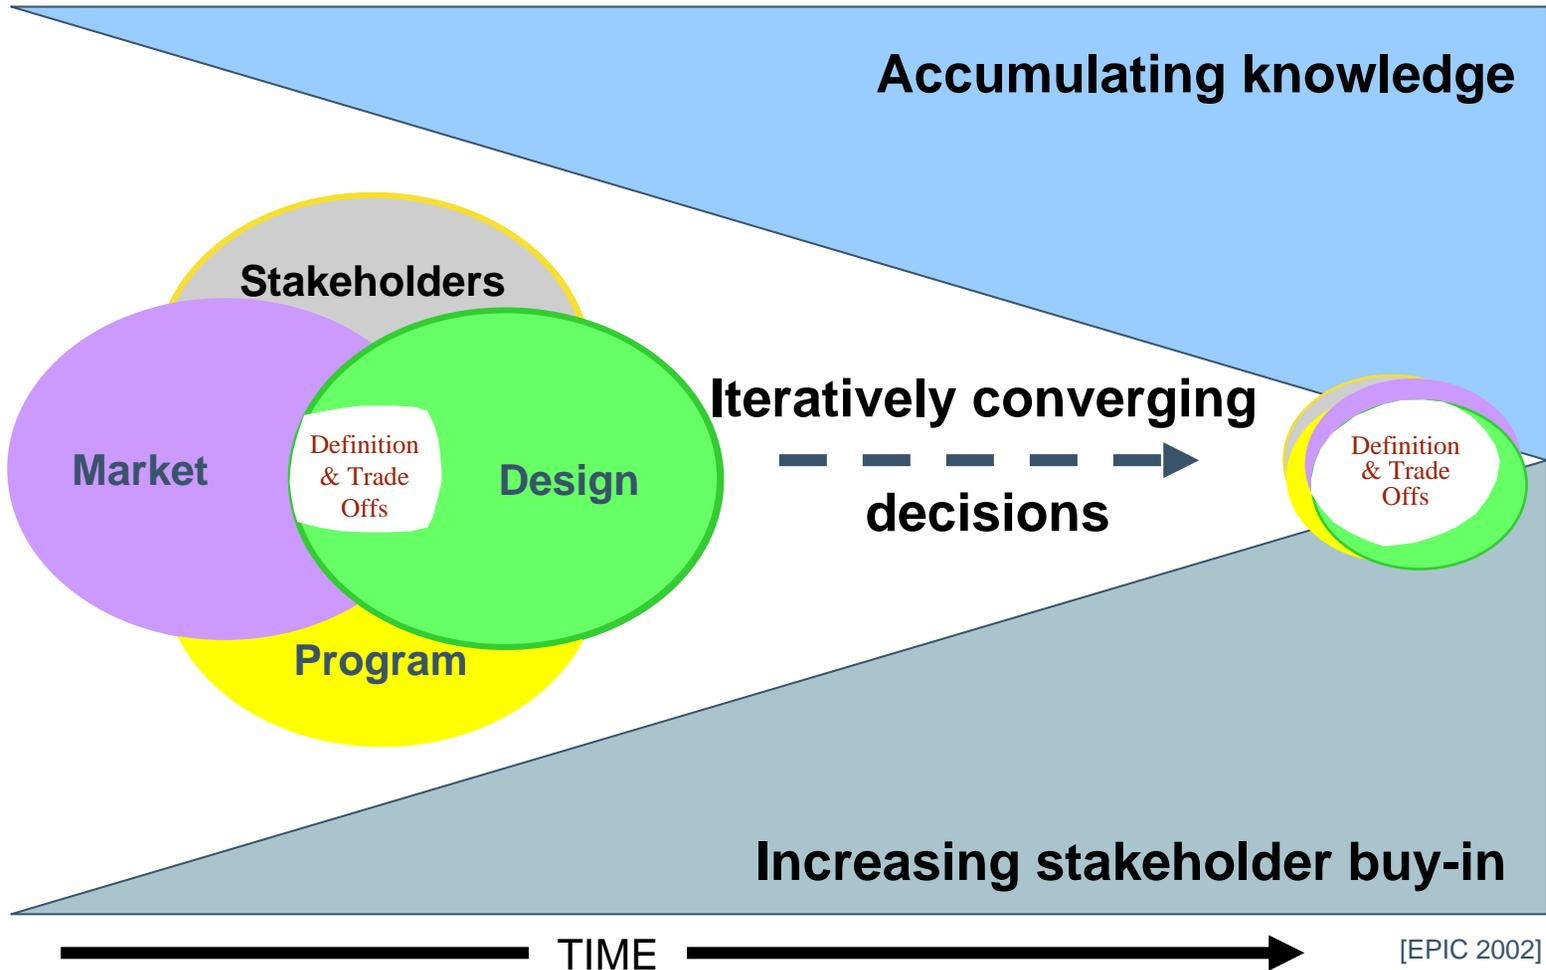 Accumulating knowledge
Stakeholders
Market
Definition
& Trade
Offs
Design
Program
Iteratively converging
decisions
Definition
& Trade
Offs
Increasing stakeholder buy-in
TIME
[EPIC 2002]